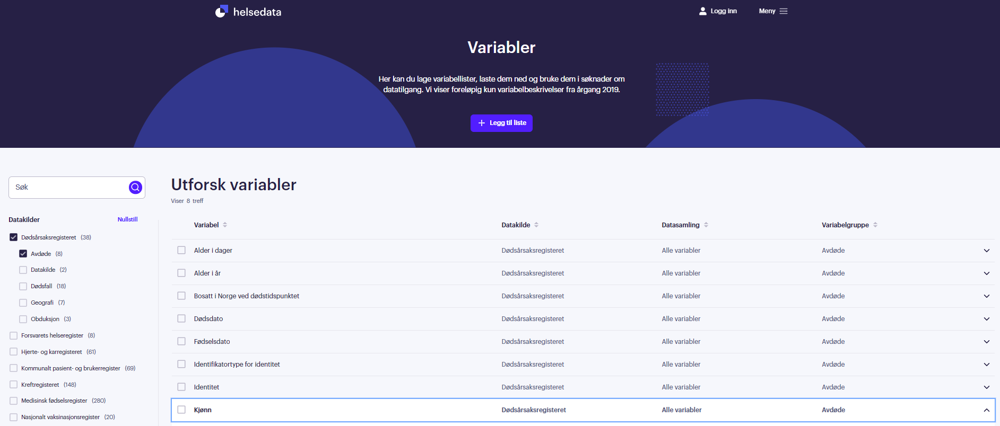 helsedata
Logg inn
Meny
Variabler
Her kan du lage variabellister, laste dem ned og bruke dem i søknader om
datatilgang. Vi viser foreløpig kun variabelbeskrivelser fra årgang 2019.
Legg til liste
Søk
Datakilder Nullstill
Dødsårsaksregisteret (38)
Avdøde (8)
Datakilde (2)
Dødsfall (18)
Geografi (7)
Obduksjon (3)
Forsvarets helseregister (8)
Hjerte- og karregisteret (61)
Kommunalt pasient- og brukerregister (69)
Kreftregisteret (148)
Medisinsk fødselsregister (280)
Nasjonalt vaksinasjonsregister (20)
Utforsk variabler
Viser 8 treff
Variabel Datakilde Datasamling Variabelgruppe
Alder i dager Dødsårsaksregisteret Alle variabler Avdøde
Alder i år Dødsårsaksregisteret Alle variabler Avdøde
Bosatt i Norge ved dødstidspunktet Dødsårsaksregisteret Alle variabler Avdøde
Dødsdato Dødsårsaksregisteret Alle variabler Avdøde
Fødselsdato Dødsårsaksregisteret Alle variabler Avdøde
Identifikatortype for identitet Dødsårsaksregisteret Alle variabler Avdøde
Identitet Dødsårsaksregisteret Alle variabler Avdøde
Kjønn Dødsårsaksregisteret Alle variabler Avdøde